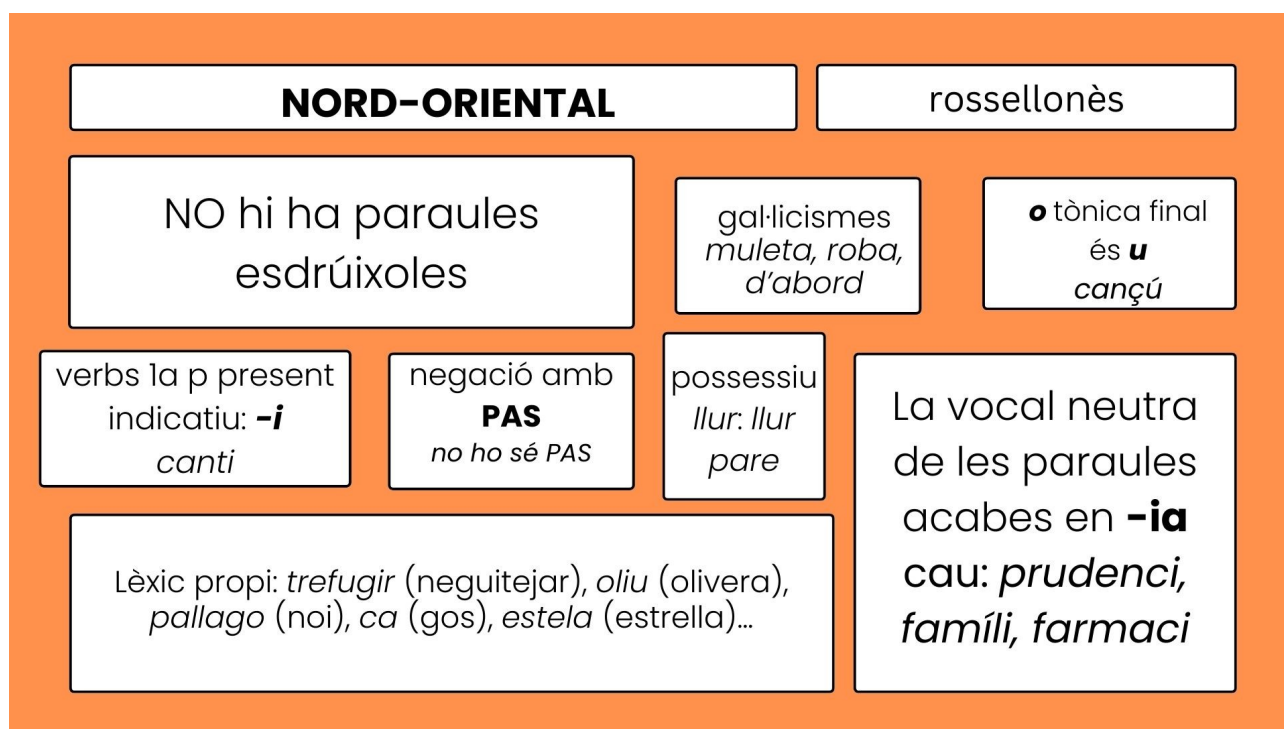 NORD-ORIENTAL
rossellonès
NO hi ha paraules
esdrúixoles
gal·licismes
muleta, roba,
d'abord
o tònica final
és u
cançú
verbs 1a p present
indicatiu: -i
canti
negació amb
PAS
no ho sé PAS
possessiu
llur: llur
pare
La vocal neutra
de les paraules
acabes en -ia
cau: prudenci,
famíli, farmaci
Lèxic propi: trefugir (neguitejar), oliu (olivera),
pallago (noi), ca (gos), estela (estrella)...